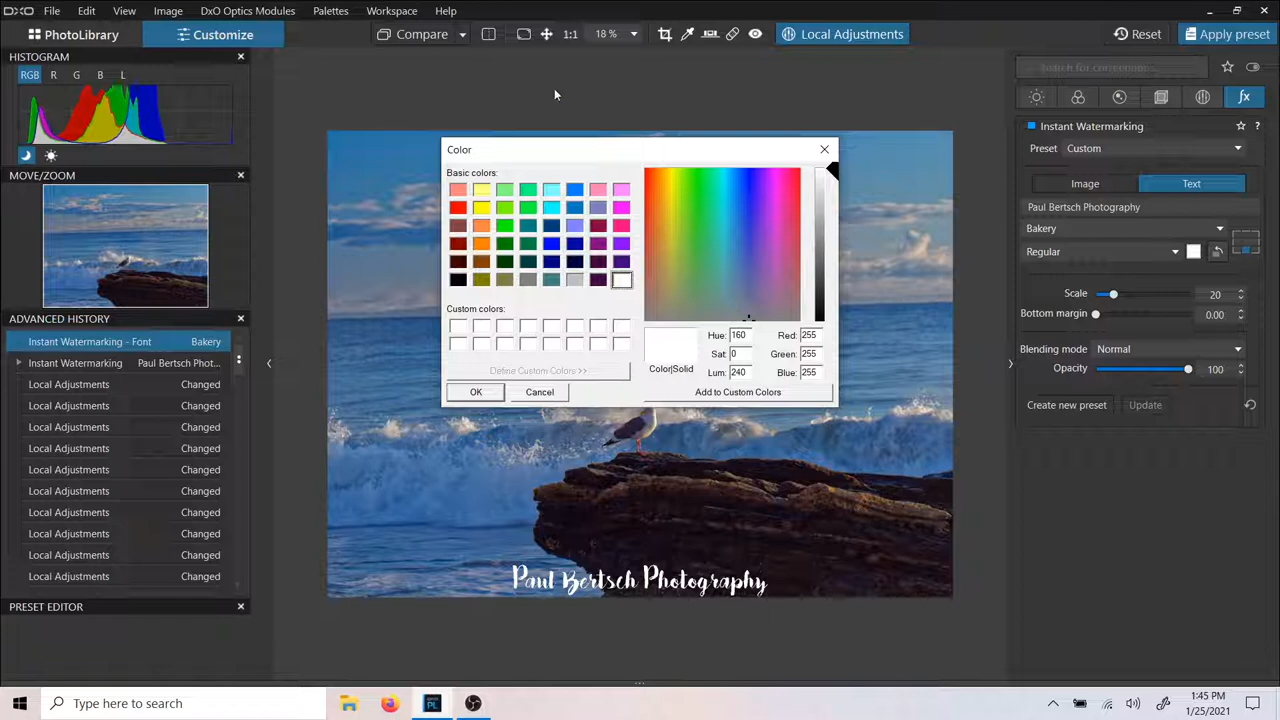 DxO File Edit View Image DxO Optics Modules Palettes Workspace Help
PhotoLibrary Customize Compare 1:1 18 % Local Adjustments Reset Apply preset
HISTOGRAM
RGB R G B L
MOVE/ZOOM
ADVANCED HISTORY
Instant Watermarking - Font Bakery
Instant Watermarking Paul Bertsch Phot...
Local Adjustments Changed
Local Adjustments Changed
Local Adjustments Changed
Local Adjustments Changed
Local Adjustments Changed
Local Adjustments Changed
Local Adjustments Changed
Local Adjustments Changed
Local Adjustments Changed
Local Adjustments Changed
PRESET EDITOR
Color
Basic colors:
Custom colors:
Define Custom Colors >>
OK Cancel
Color|Solid
Hue: 160 Red: 255
Sat: 0 Green: 255
Lum: 240 Blue: 255
Add to Custom Colors
Paul Bertsch Photography
Search for corrections...
fx
Instant Watermarking ?
Preset Custom
Image Text
Paul Bertsch Photography
Bakery
Regular
Scale 20
Bottom margin 0.00
Blending mode Normal
Opacity 100
Create new preset Update
Type here to search
PL
1:45 PM
1/25/2021